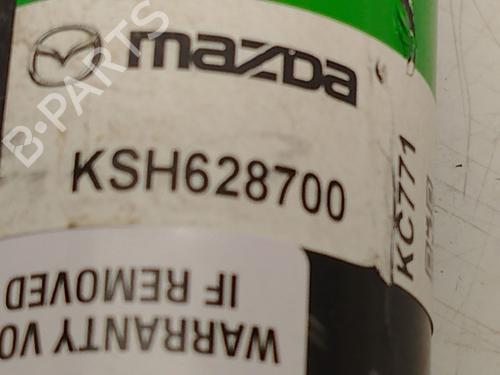 mazda
KSH628700
KC771
WARRANTY VO
IF REMOVED
B-PARTS